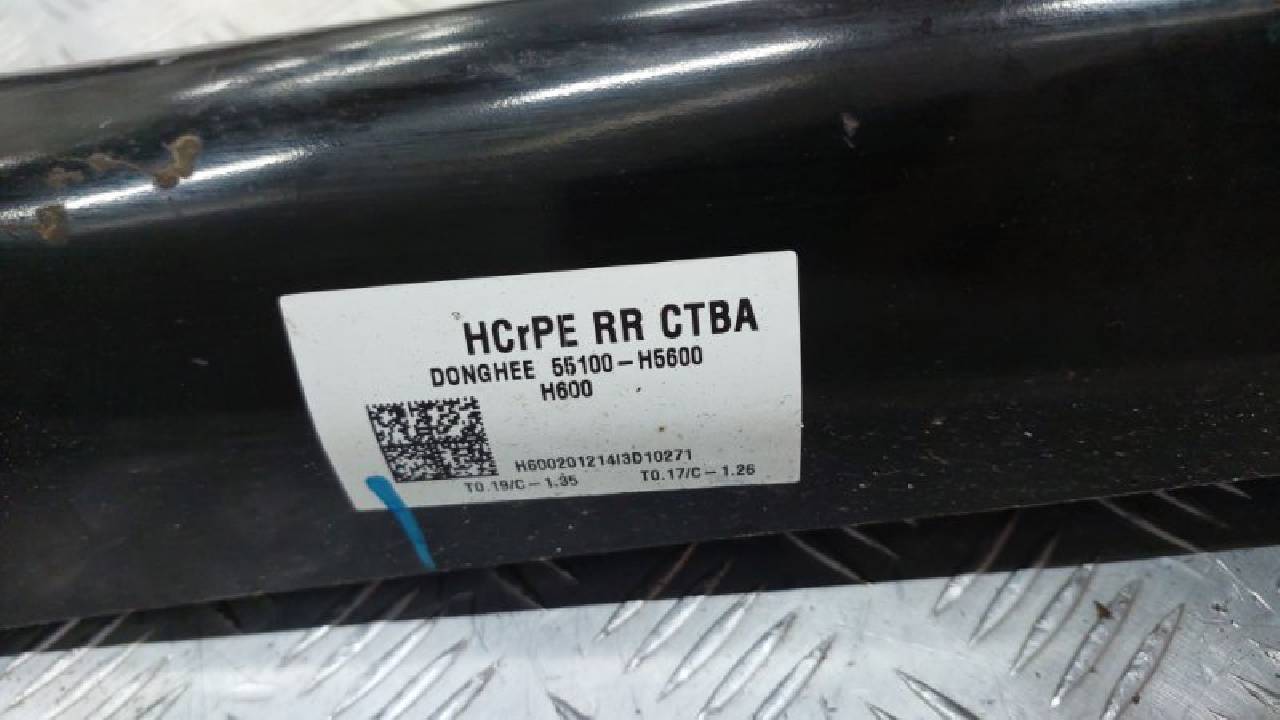 HCrPE RR CTBA
DONGHEE 55100-H5600
H600
H600201214I3D10271
T0.19/C-1.35 T0.17/C-1.26